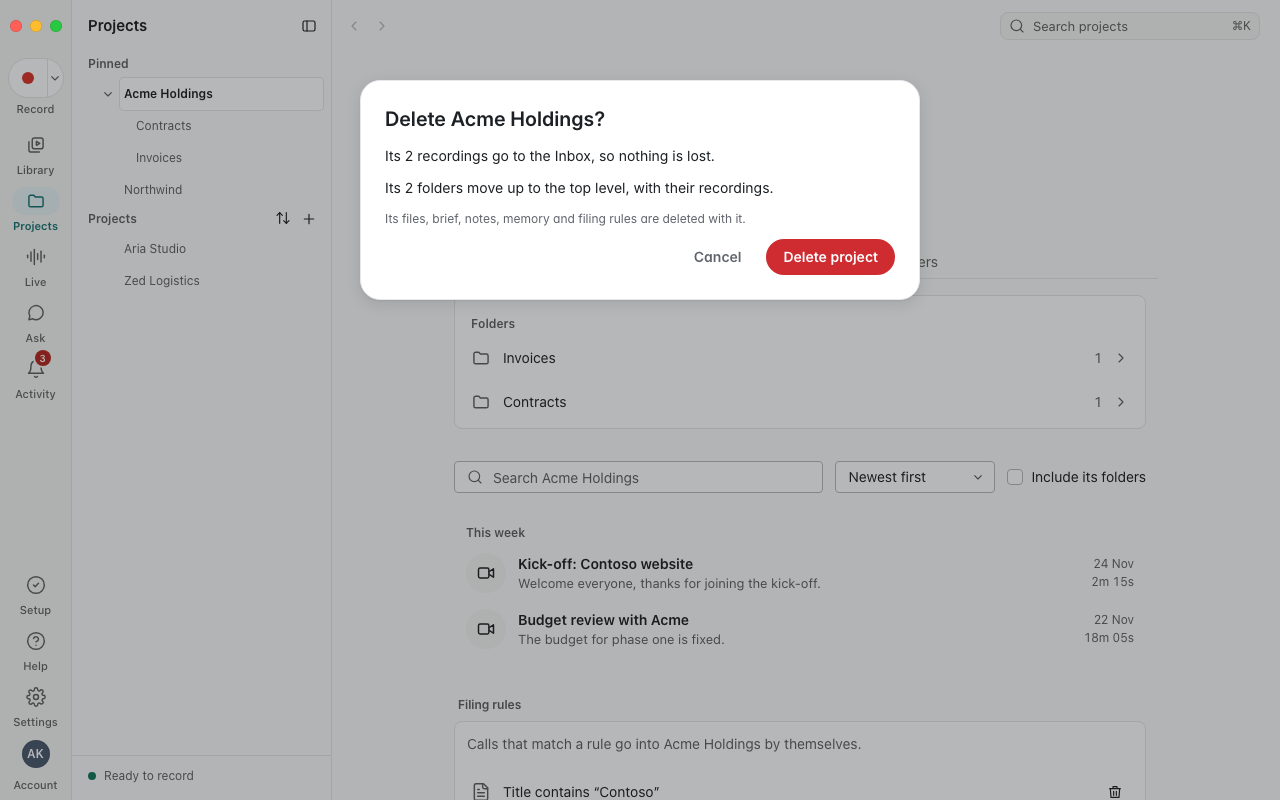 Projects
Search projects
⌘K
Pinned
Acme Holdings
Contracts
Invoices
Northwind
Projects
Aria Studio
Zed Logistics
Record
Library
Projects
Live
Ask
3
Activity
Setup
Help
Settings
AK
Account
Ready to record
Delete Acme Holdings?
Its 2 recordings go to the Inbox, so nothing is lost.
Its 2 folders move up to the top level, with their recordings.
Its files, brief, notes, memory and filing rules are deleted with it.
Cancel
Delete project
ers
Folders
Invoices
1
Contracts
1
Search Acme Holdings
Newest first
Include its folders
This week
Kick-off: Contoso website
24 Nov
Welcome everyone, thanks for joining the kick-off.
2m 15s
Budget review with Acme
22 Nov
The budget for phase one is fixed.
18m 05s
Filing rules
Calls that match a rule go into Acme Holdings by themselves.
Title contains “Contoso”